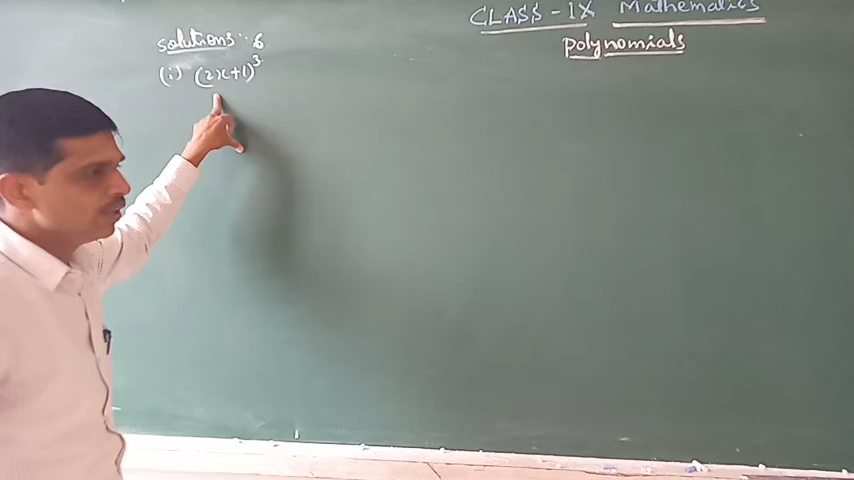 CLASS - IX Mathematics
polynomials
solutions : 6
(i) (2x+1)³